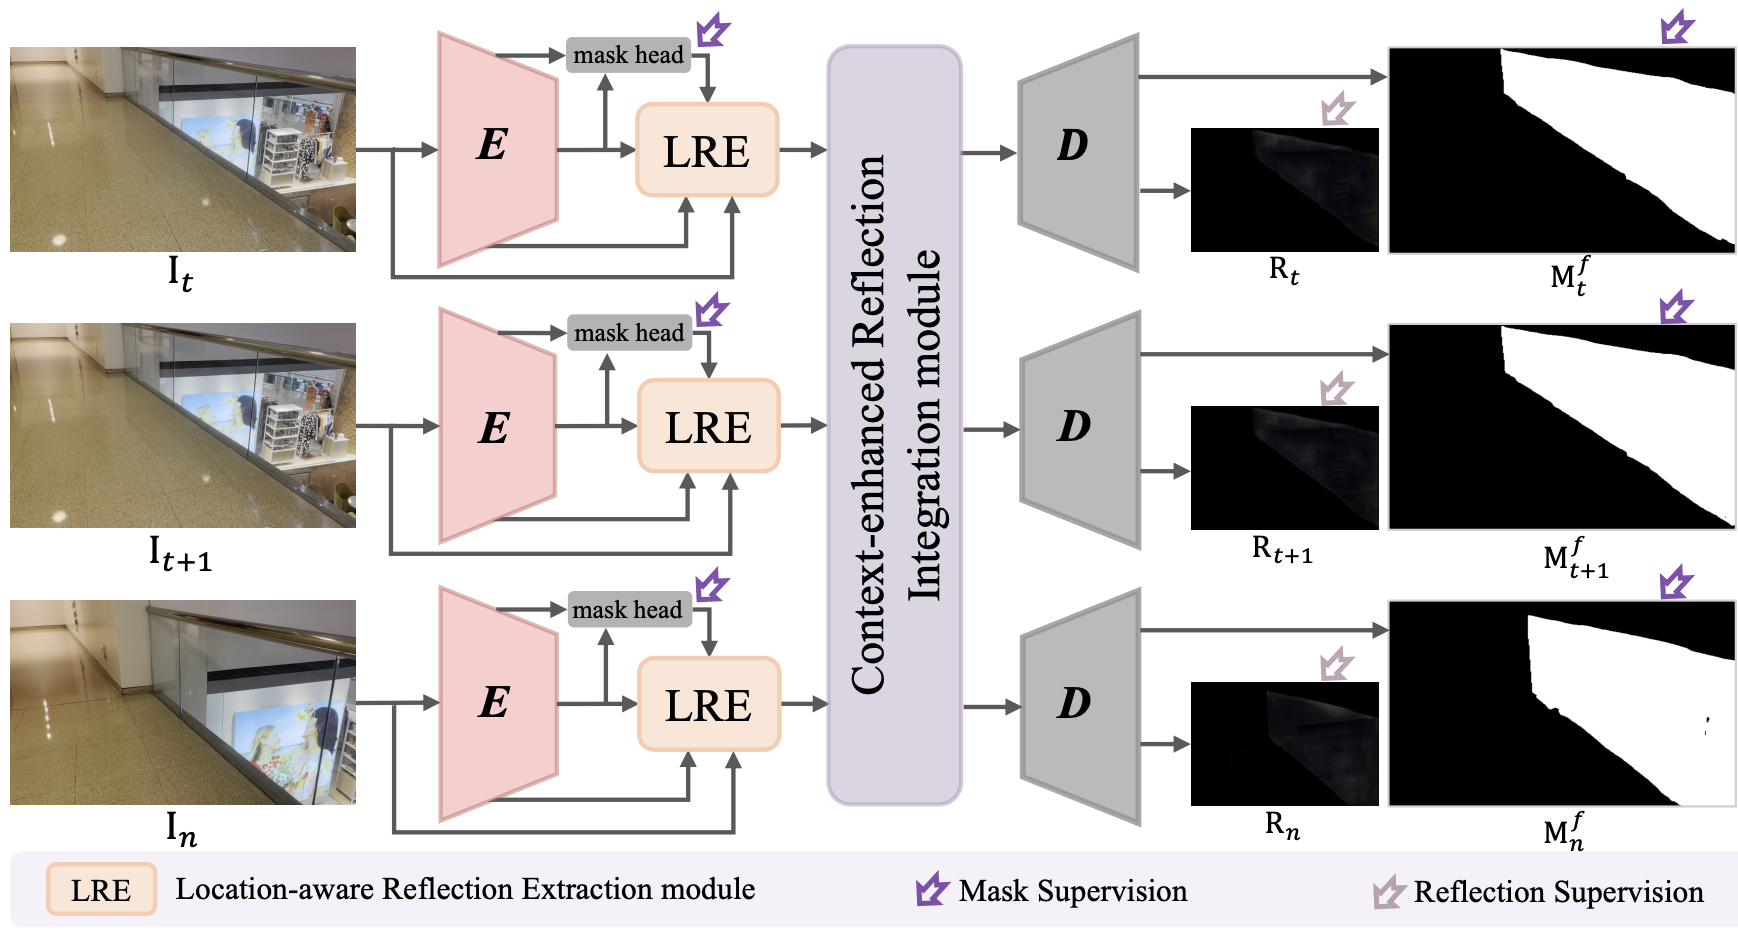 mask head
E
LRE
D
I_t
R_t
M_t^f
mask head
E
LRE
D
I_{t+1}
R_{t+1}
M_{t+1}^f
mask head
E
LRE
D
I_n
R_n
M_n^f
Context-enhanced Reflection
Integration module
LRE Location-aware Reflection Extraction module Mask Supervision Reflection Supervision